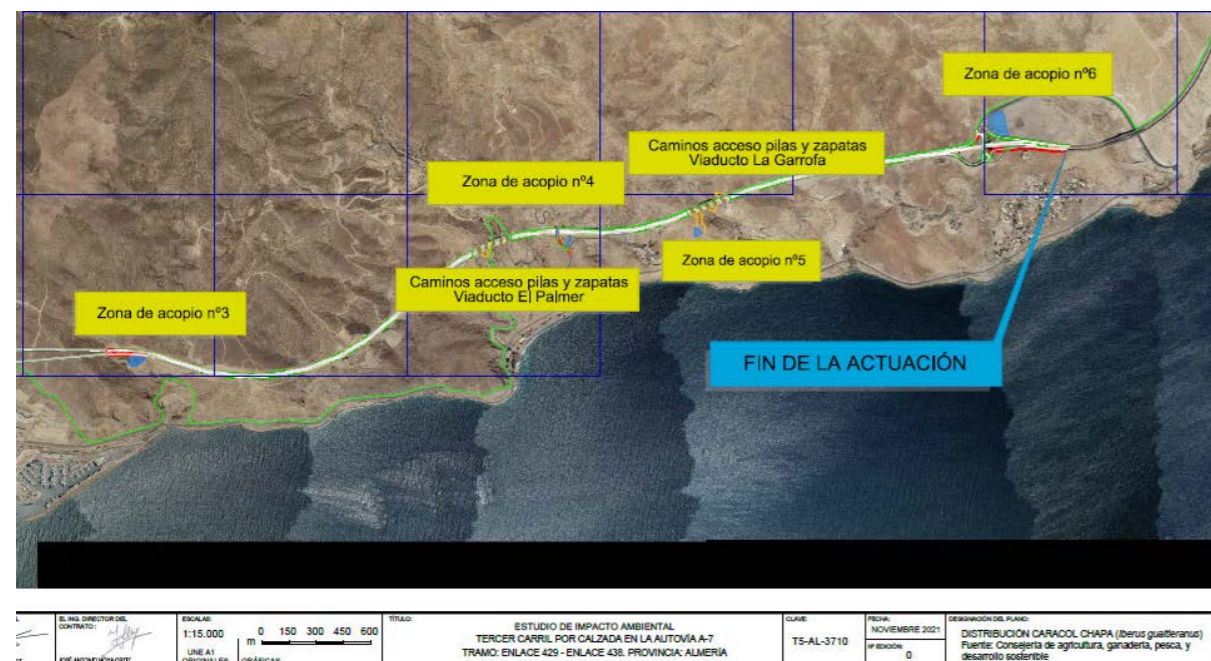 Zona de acopio nº6
Caminos acceso pilas y zapatas
Viaducto La Garrofa
Zona de acopio nº4
Zona de acopio nº5
Caminos acceso pilas y zapatas
Viaducto El Palmer
Zona de acopio nº3
FIN DE LA ACTUACIÓN
EL ING. DIRECTOR DEL
CONTRATO:
JOSÉ ANTONIO
ESCALAS:
1:15.000
UNE A1
ORIGINALES
m 0 150 300 450 600
GRÁFICAS
TÍTULO:
ESTUDIO DE IMPACTO AMBIENTAL
TERCER CARRIL POR CALZADA EN LA AUTOVÍA A-7
TRAMO: ENLACE 429 - ENLACE 438. PROVINCIA: ALMERÍA
CLAVE:
T5-AL-3710
FECHA:
NOVIEMBRE 2021
Nº EDICIÓN:
0
DESIGNACIÓN DEL PLANO:
DISTRIBUCIÓN CARACOL CHAPA (Iberus gualtieranus)
Fuente: Consejería de agricultura, ganadería, pesca, y
desarrollo sostenible